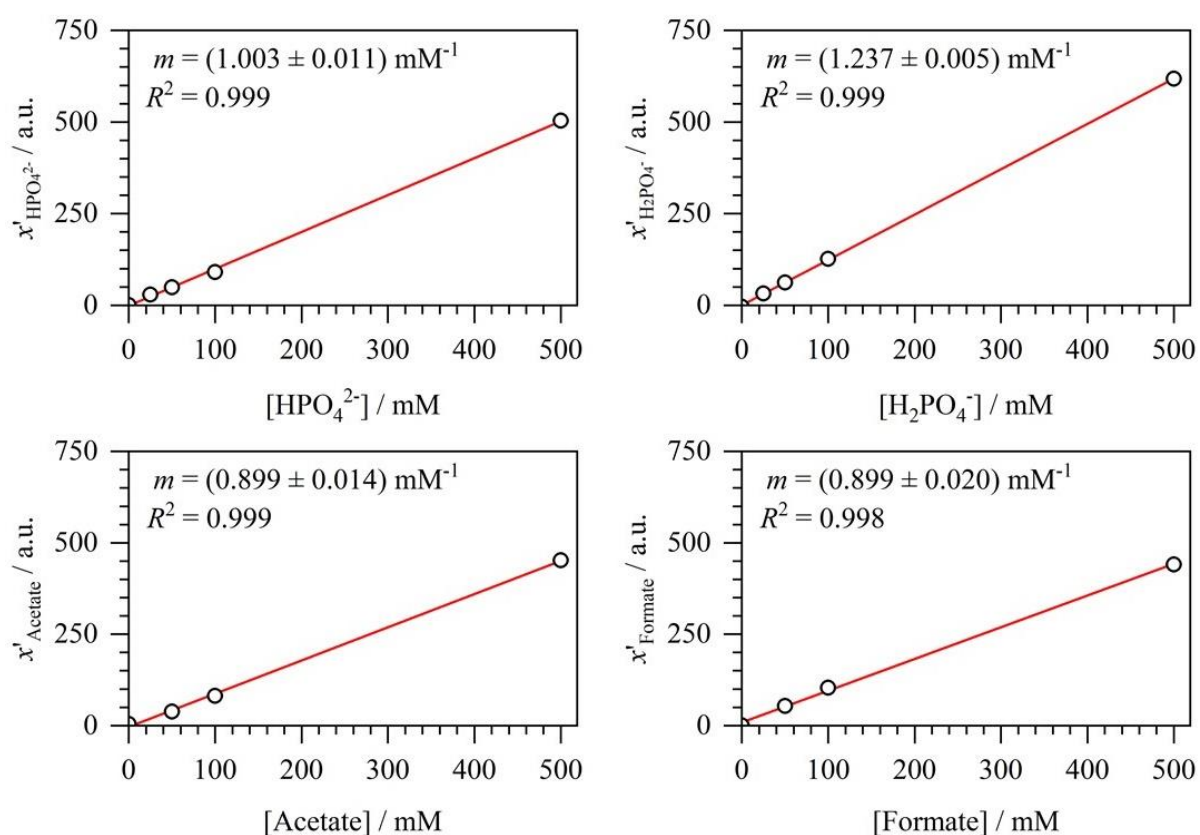 750
500
250
0
x'HPO₄²⁻ / a.u.
m = (1.003 ± 0.011) mM⁻¹
R² = 0.999
0 100 200 300 400 500
[HPO₄²⁻] / mM
750
500
250
0
x'H₂PO₄⁻ / a.u.
m = (1.237 ± 0.005) mM⁻¹
R² = 0.999
0 100 200 300 400 500
[H₂PO₄⁻] / mM
750
500
250
0
x'Acetate / a.u.
m = (0.899 ± 0.014) mM⁻¹
R² = 0.999
0 100 200 300 400 500
[Acetate] / mM
750
500
250
0
x'Formate / a.u.
m = (0.899 ± 0.020) mM⁻¹
R² = 0.998
0 100 200 300 400 500
[Formate] / mM